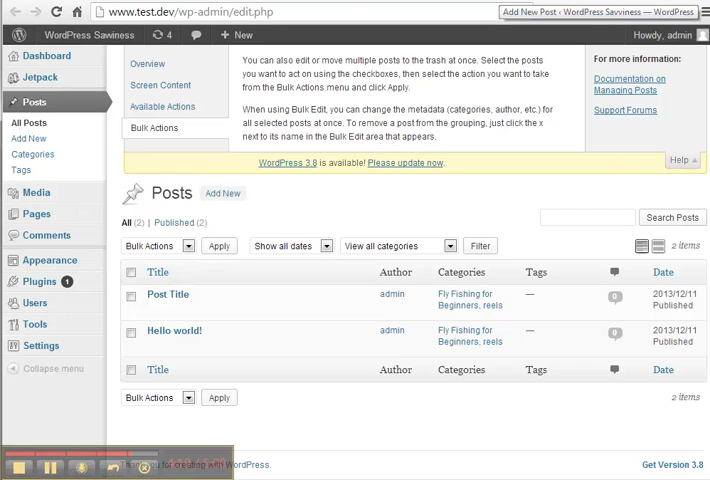 www.test.dev/wp-admin/edit.php
Add New Post ‹ WordPress Savviness — WordPress
WordPress Saviness 4 + New Howdy, admin
Dashboard
Jetpack
Posts
All Posts
Add New
Categories
Tags
Media
Pages
Comments
Appearance
Plugins 1
Users
Tools
Settings
Collapse menu
Overview
Screen Content
Available Actions
Bulk Actions
You can also edit or move multiple posts to the trash at once. Select the posts
you want to act on using the checkboxes, then select the action you want to take
from the Bulk Actions menu and click Apply.
When using Bulk Edit, you can change the metadata (categories, author, etc.) for
all selected posts at once. To remove a post from the grouping, just click the x
next to its name in the Bulk Edit area that appears.
For more information:
Documentation on
Managing Posts
Support Forums
WordPress 3.8 is available! Please update now.
Help
Posts Add New
All (2) | Published (2)
Search Posts
Bulk Actions Apply Show all dates View all categories Filter 2 items
Title Author Categories Tags Date
Post Title admin Fly Fishing for Beginners, reels — 0 2013/12/11 Published
Hello world! admin Fly Fishing for Beginners, reels — 0 2013/12/11 Published
Title Author Categories Tags Date
Bulk Actions Apply 2 items
Thank you for creating with WordPress.
Get Version 3.8